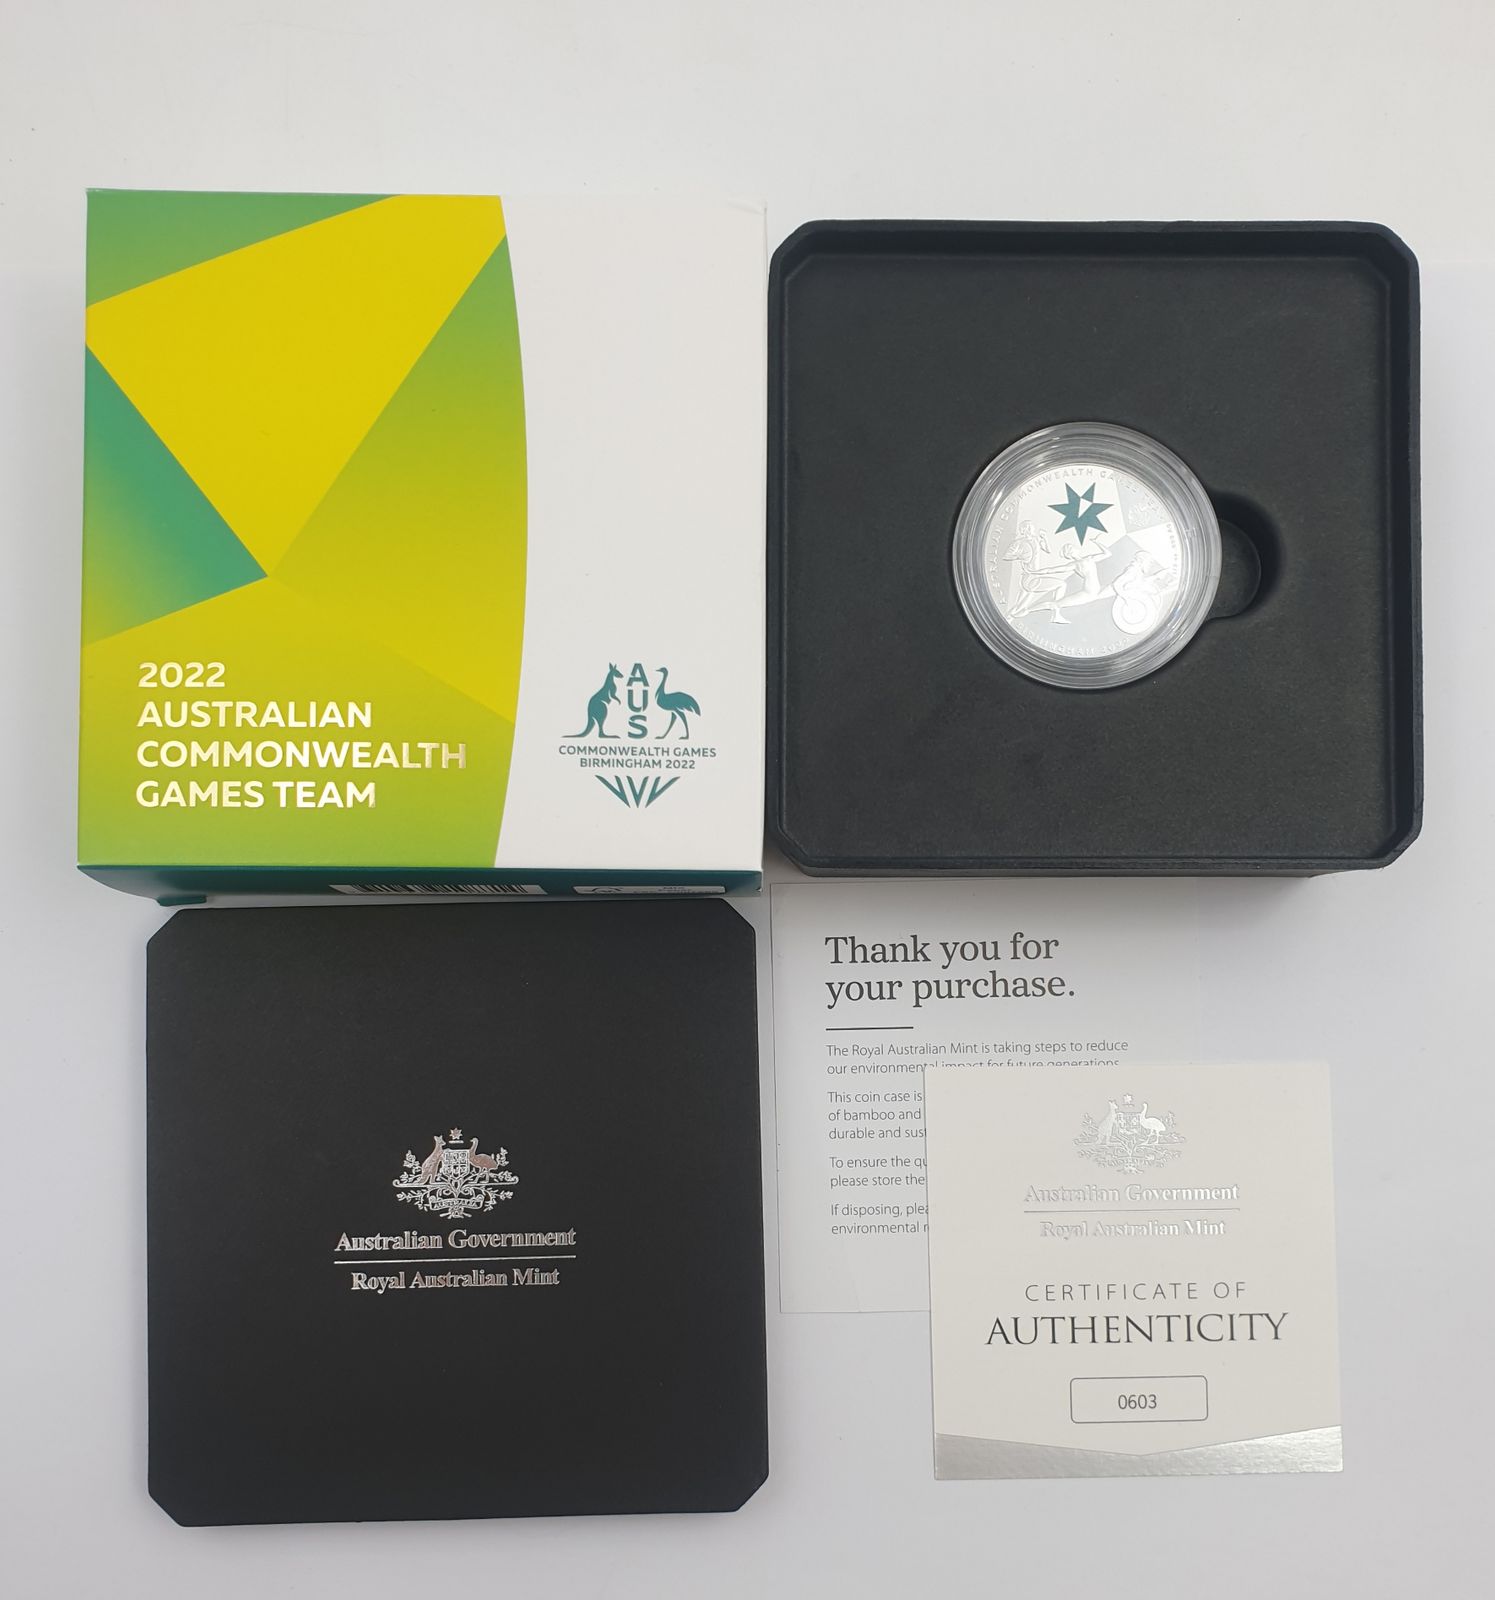 2022
AUSTRALIAN
COMMONWEALTH
GAMES TEAM
AUS
COMMONWEALTH GAMES
BIRMINGHAM 2022
AUSTRALIAN COMMONWEALTH GAMES TEAM
BIRMINGHAM 2022
Australian Government
Royal Australian Mint
Thank you for
your purchase.
The Royal Australian Mint is taking steps to reduce
our environmental impact for future generations
This coin case is
of bamboo and
durable and
To ensure the
please store the
If disposing,
environmental
Australian Government
Royal Australian Mint
CERTIFICATE OF
AUTHENTICITY
0603